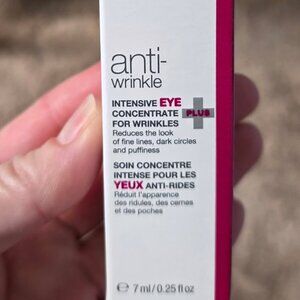 anti-
wrinkle
INTENSIVE EYE
CONCENTRATE PLUS
FOR WRINKLES
Reduces the look
of fine lines, dark circles
and puffiness
SOIN CONCENTRE
INTENSE POUR LES
YEUX ANTI-RIDES
Réduit l'apparence
des ridules, des cernes
et des poches
℮ 7 ml/0.25 fl oz